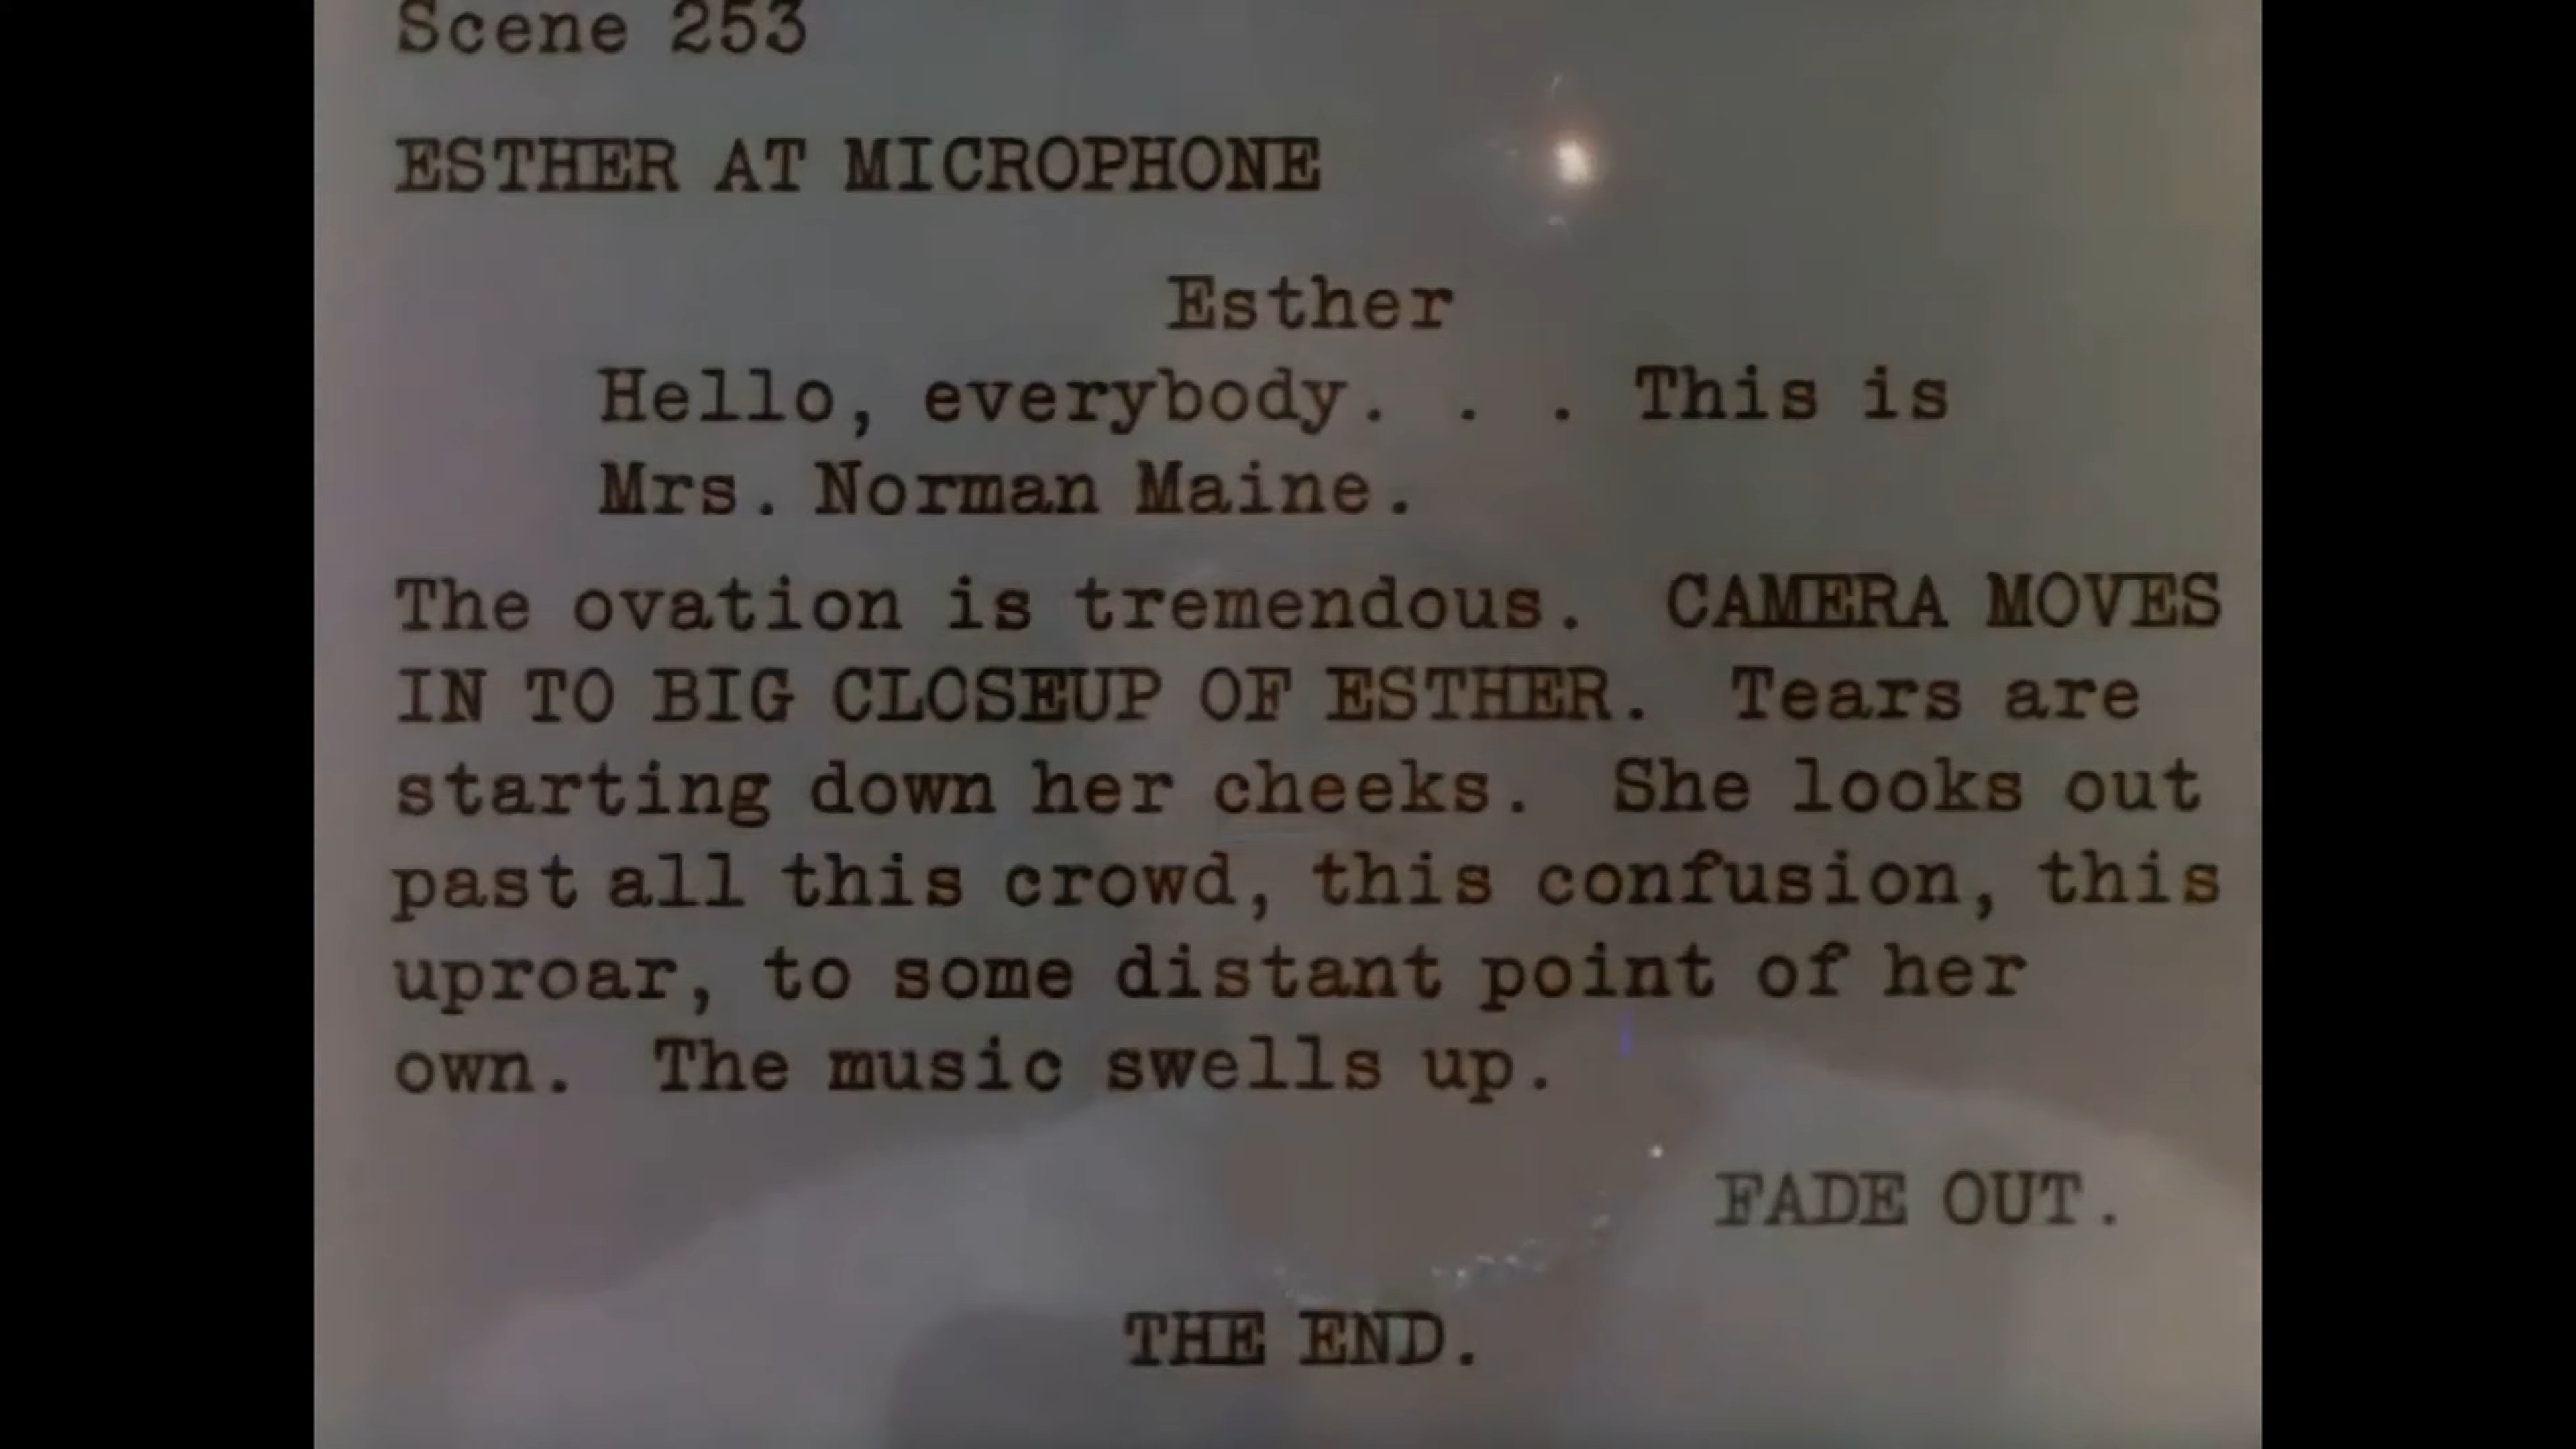 Scene 253
ESTHER AT MICROPHONE
Esther
Hello, everybody. . . This is
Mrs. Norman Maine.
The ovation is tremendous. CAMERA MOVES
IN TO BIG CLOSEUP OF ESTHER. Tears are
starting down her cheeks. She looks out
past all this crowd, this confusion, this
uproar, to some distant point of her
own. The music swells up.
FADE OUT.
THE END.